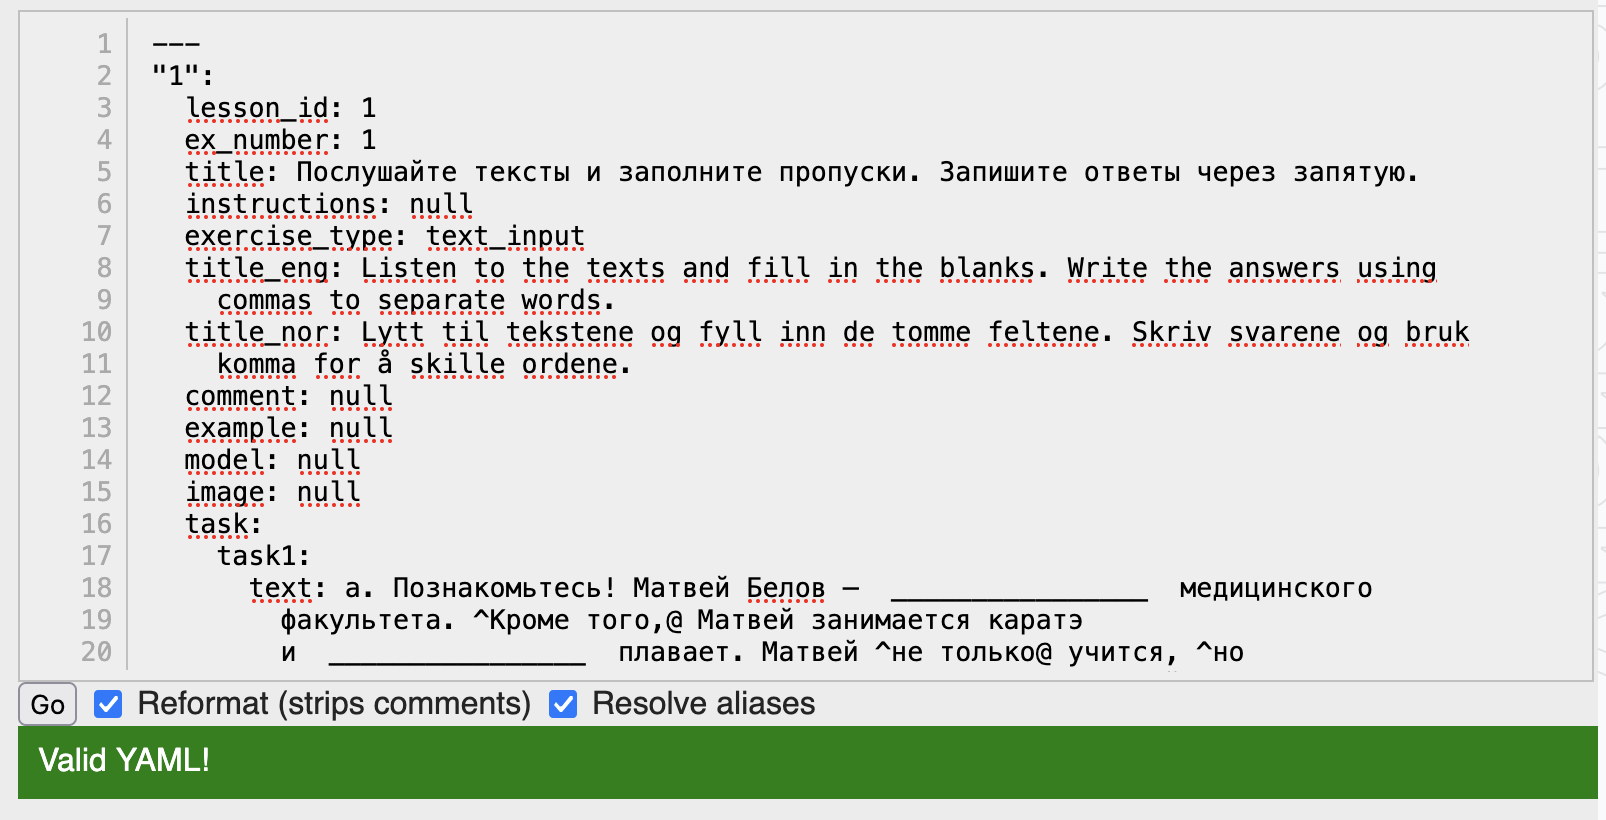 1 ---
2 "1":
3 lesson_id: 1
4 ex_number: 1
5 title: Послушайте тексты и заполните пропуски. Запишите ответы через запятую.
6 instructions: null
7 exercise_type: text_input
8 title_eng: Listen to the texts and fill in the blanks. Write the answers using
9 commas to separate words.
10 title_nor: Lytt til tekstene og fyll inn de tomme feltene. Skriv svarene og bruk
11 komma for å skille ordene.
12 comment: null
13 example: null
14 model: null
15 image: null
16 task:
17 task1:
18 text: а. Познакомьтесь! Матвей Белов – ________________ медицинского
19 факультета. ^Кроме того,@ Матвей занимается каратэ
20 и ________________ плавает. Матвей ^не только@ учится, ^но
Go Reformat (strips comments) Resolve aliases
Valid YAML!